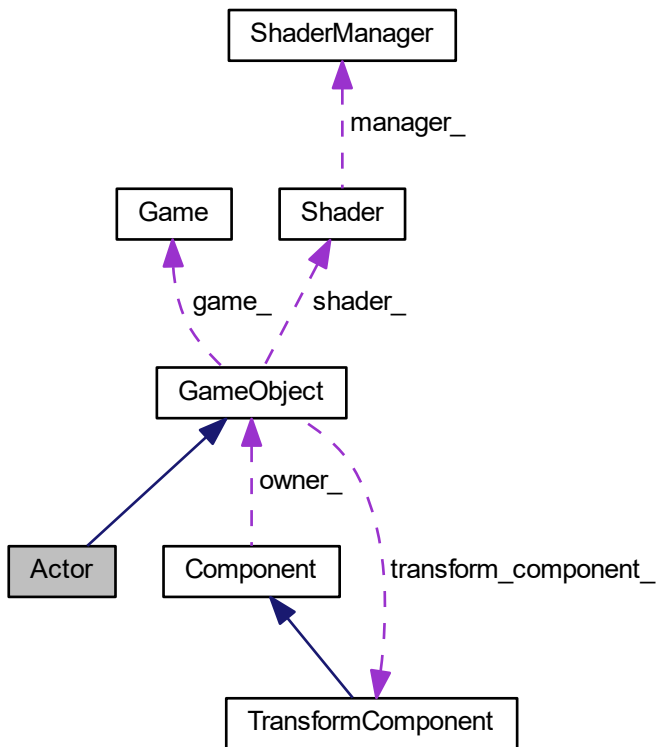 ShaderManager
manager_
Game
Shader
game_
shader_
GameObject
owner_
Actor
Component
transform_component_
TransformComponent